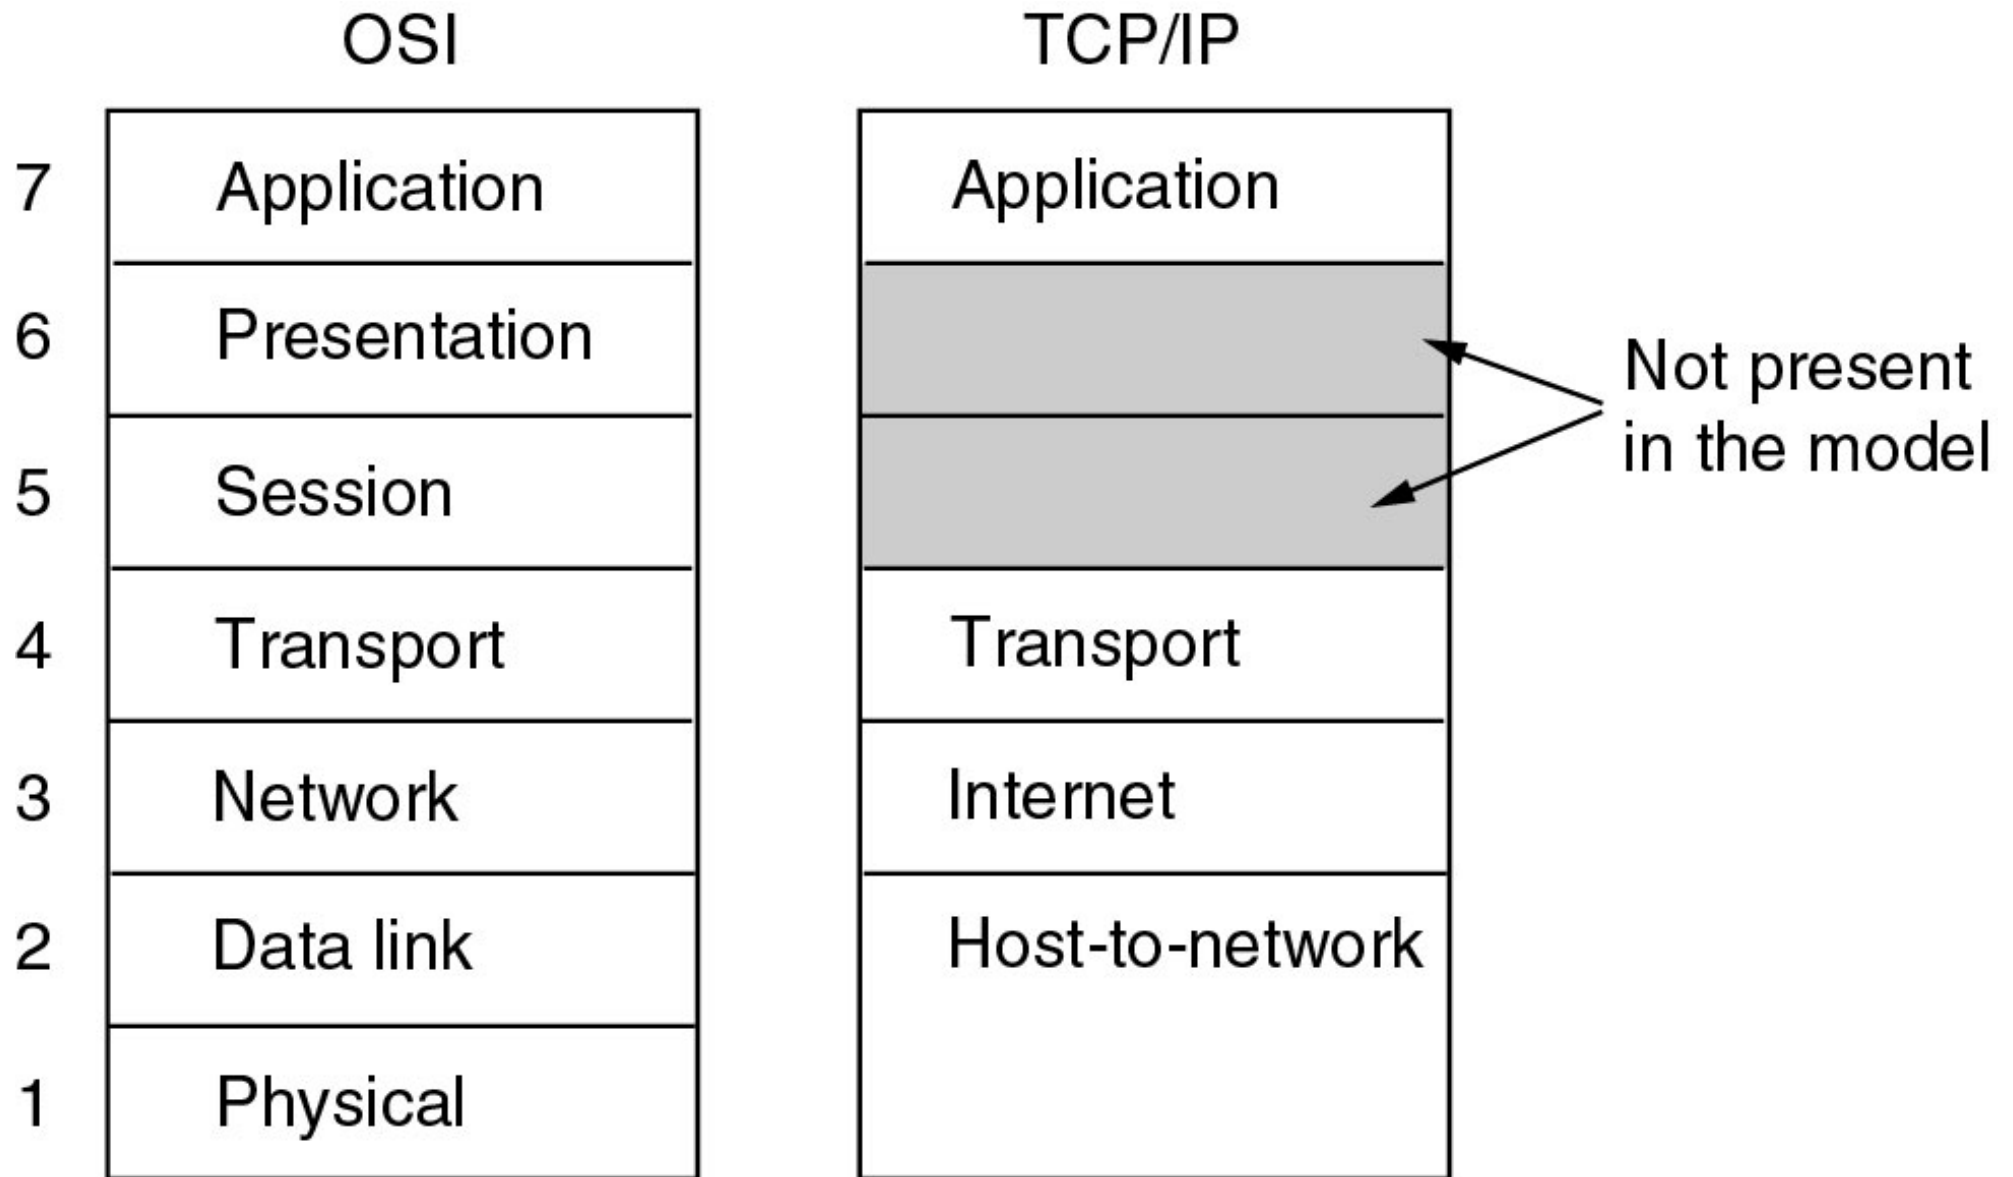 OSI TCP/IP
7 Application Application
6 Presentation
Not present
in the model
5 Session
4 Transport Transport
3 Network Internet
2 Data link Host-to-network
1 Physical